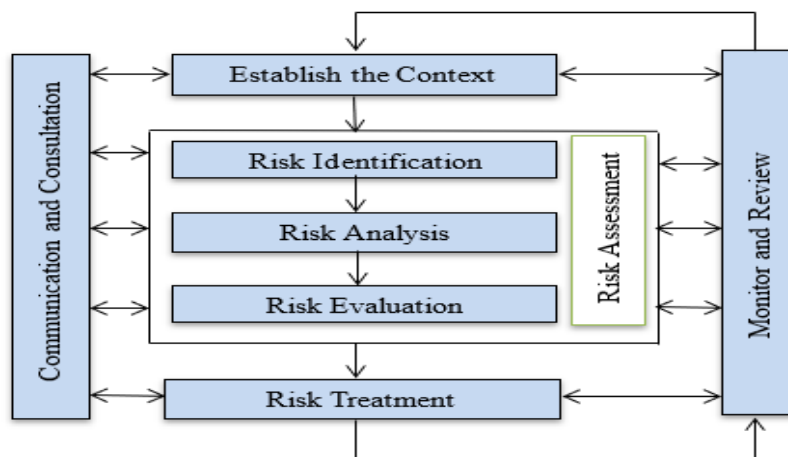 Establish the Context
Communication and Consultation
Risk Identification
Risk Analysis
Risk Evaluation
Risk Assessment
Monitor and Review
Risk Treatment